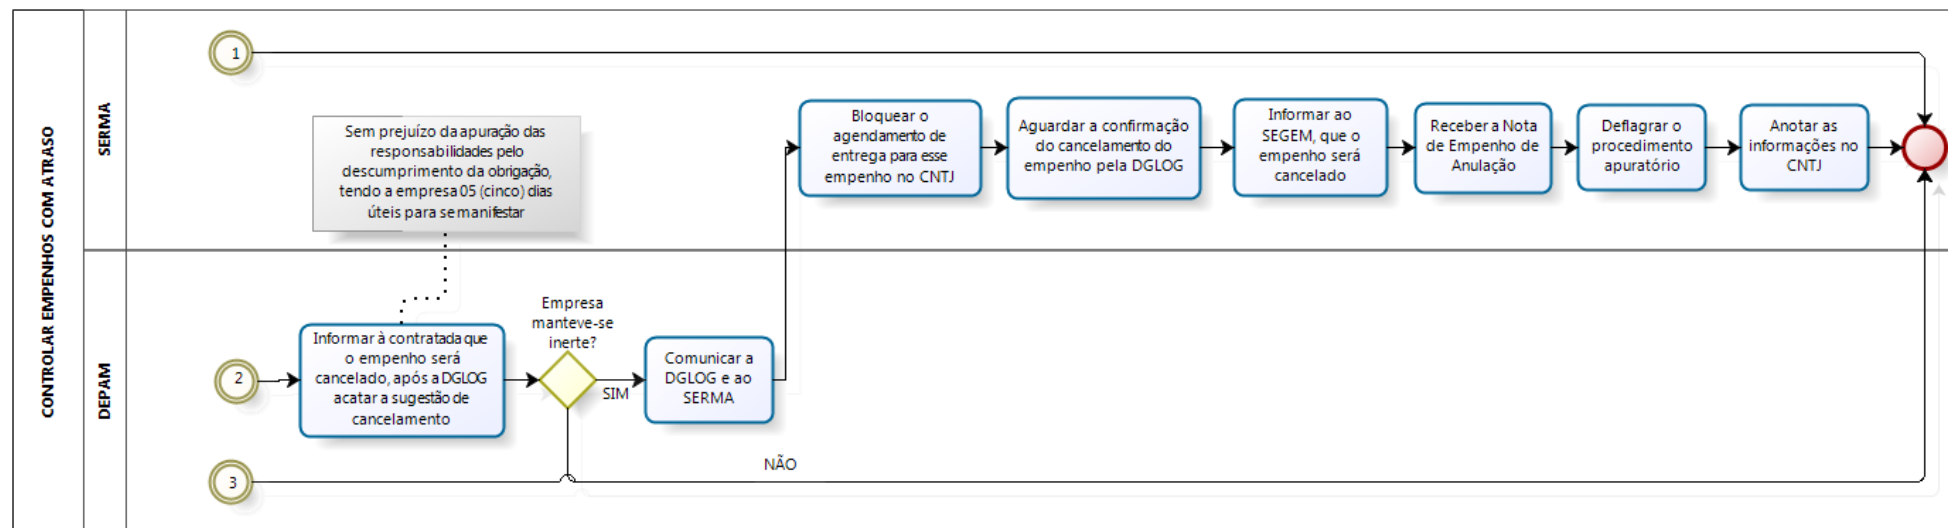 CONTROLAR EMPENHOS COM ATRASO
SERMA
1
Sem prejuízo da apuração das
responsabilidades pelo
descumprimento da obrigação,
tendo a empresa 05 (cinco) dias
úteis para se manifestar
Bloquear o
agendamento de
entrega para esse
empenho no CNTJ
Aguardar a confirmação
do cancelamento do
empenho pela DGLOG
Informar ao
SEGEM, que o
empenho será
cancelado
Receber a Nota
de Empenho de
Anulação
Deflagrar o
procedimento
apuratório
Anotar as
informações no
CNTJ
DEPAM
2
Informar à contratada que
o empenho será
cancelado, após a DGLOG
acatar a sugestão de
cancelamento
Empresa
manteve-se
inerte?
SIM
Comunicar a
DGLOG e ao
SERMA
NÃO
3